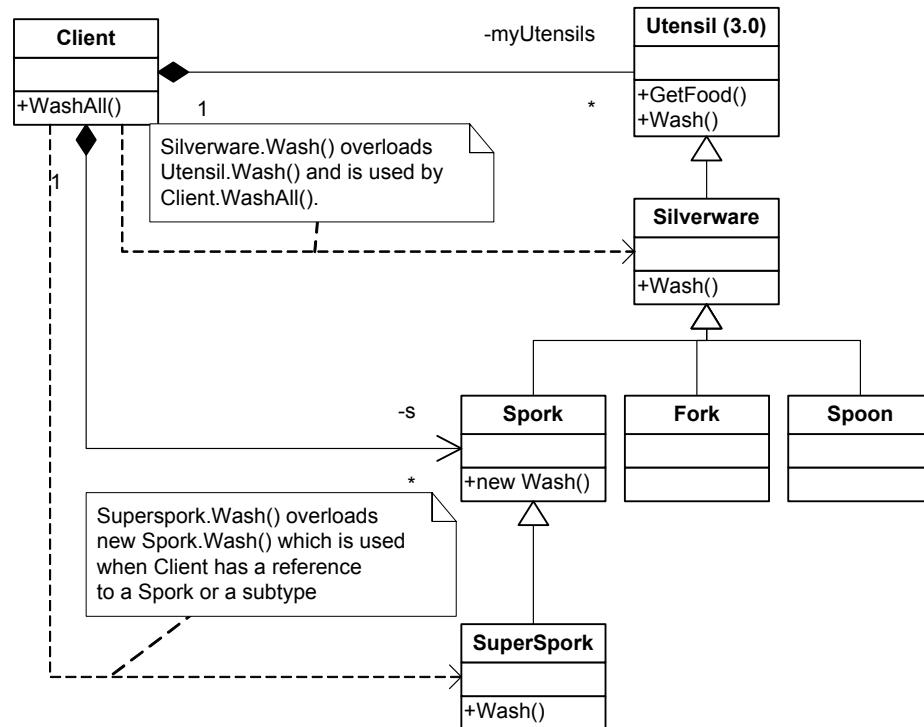 Client
+WashAll()
-myUtensils
1
*
Utensil (3.0)
+GetFood()
+Wash()
Silverware.Wash() overloads
Utensil.Wash() and is used by
Client.WashAll().
1
Silverware
+Wash()
-s
*
Spork
+new Wash()
Fork
Spoon
Superspork.Wash() overloads
new Spork.Wash() which is used
when Client has a reference
to a Spork or a subtype
SuperSpork
+Wash()